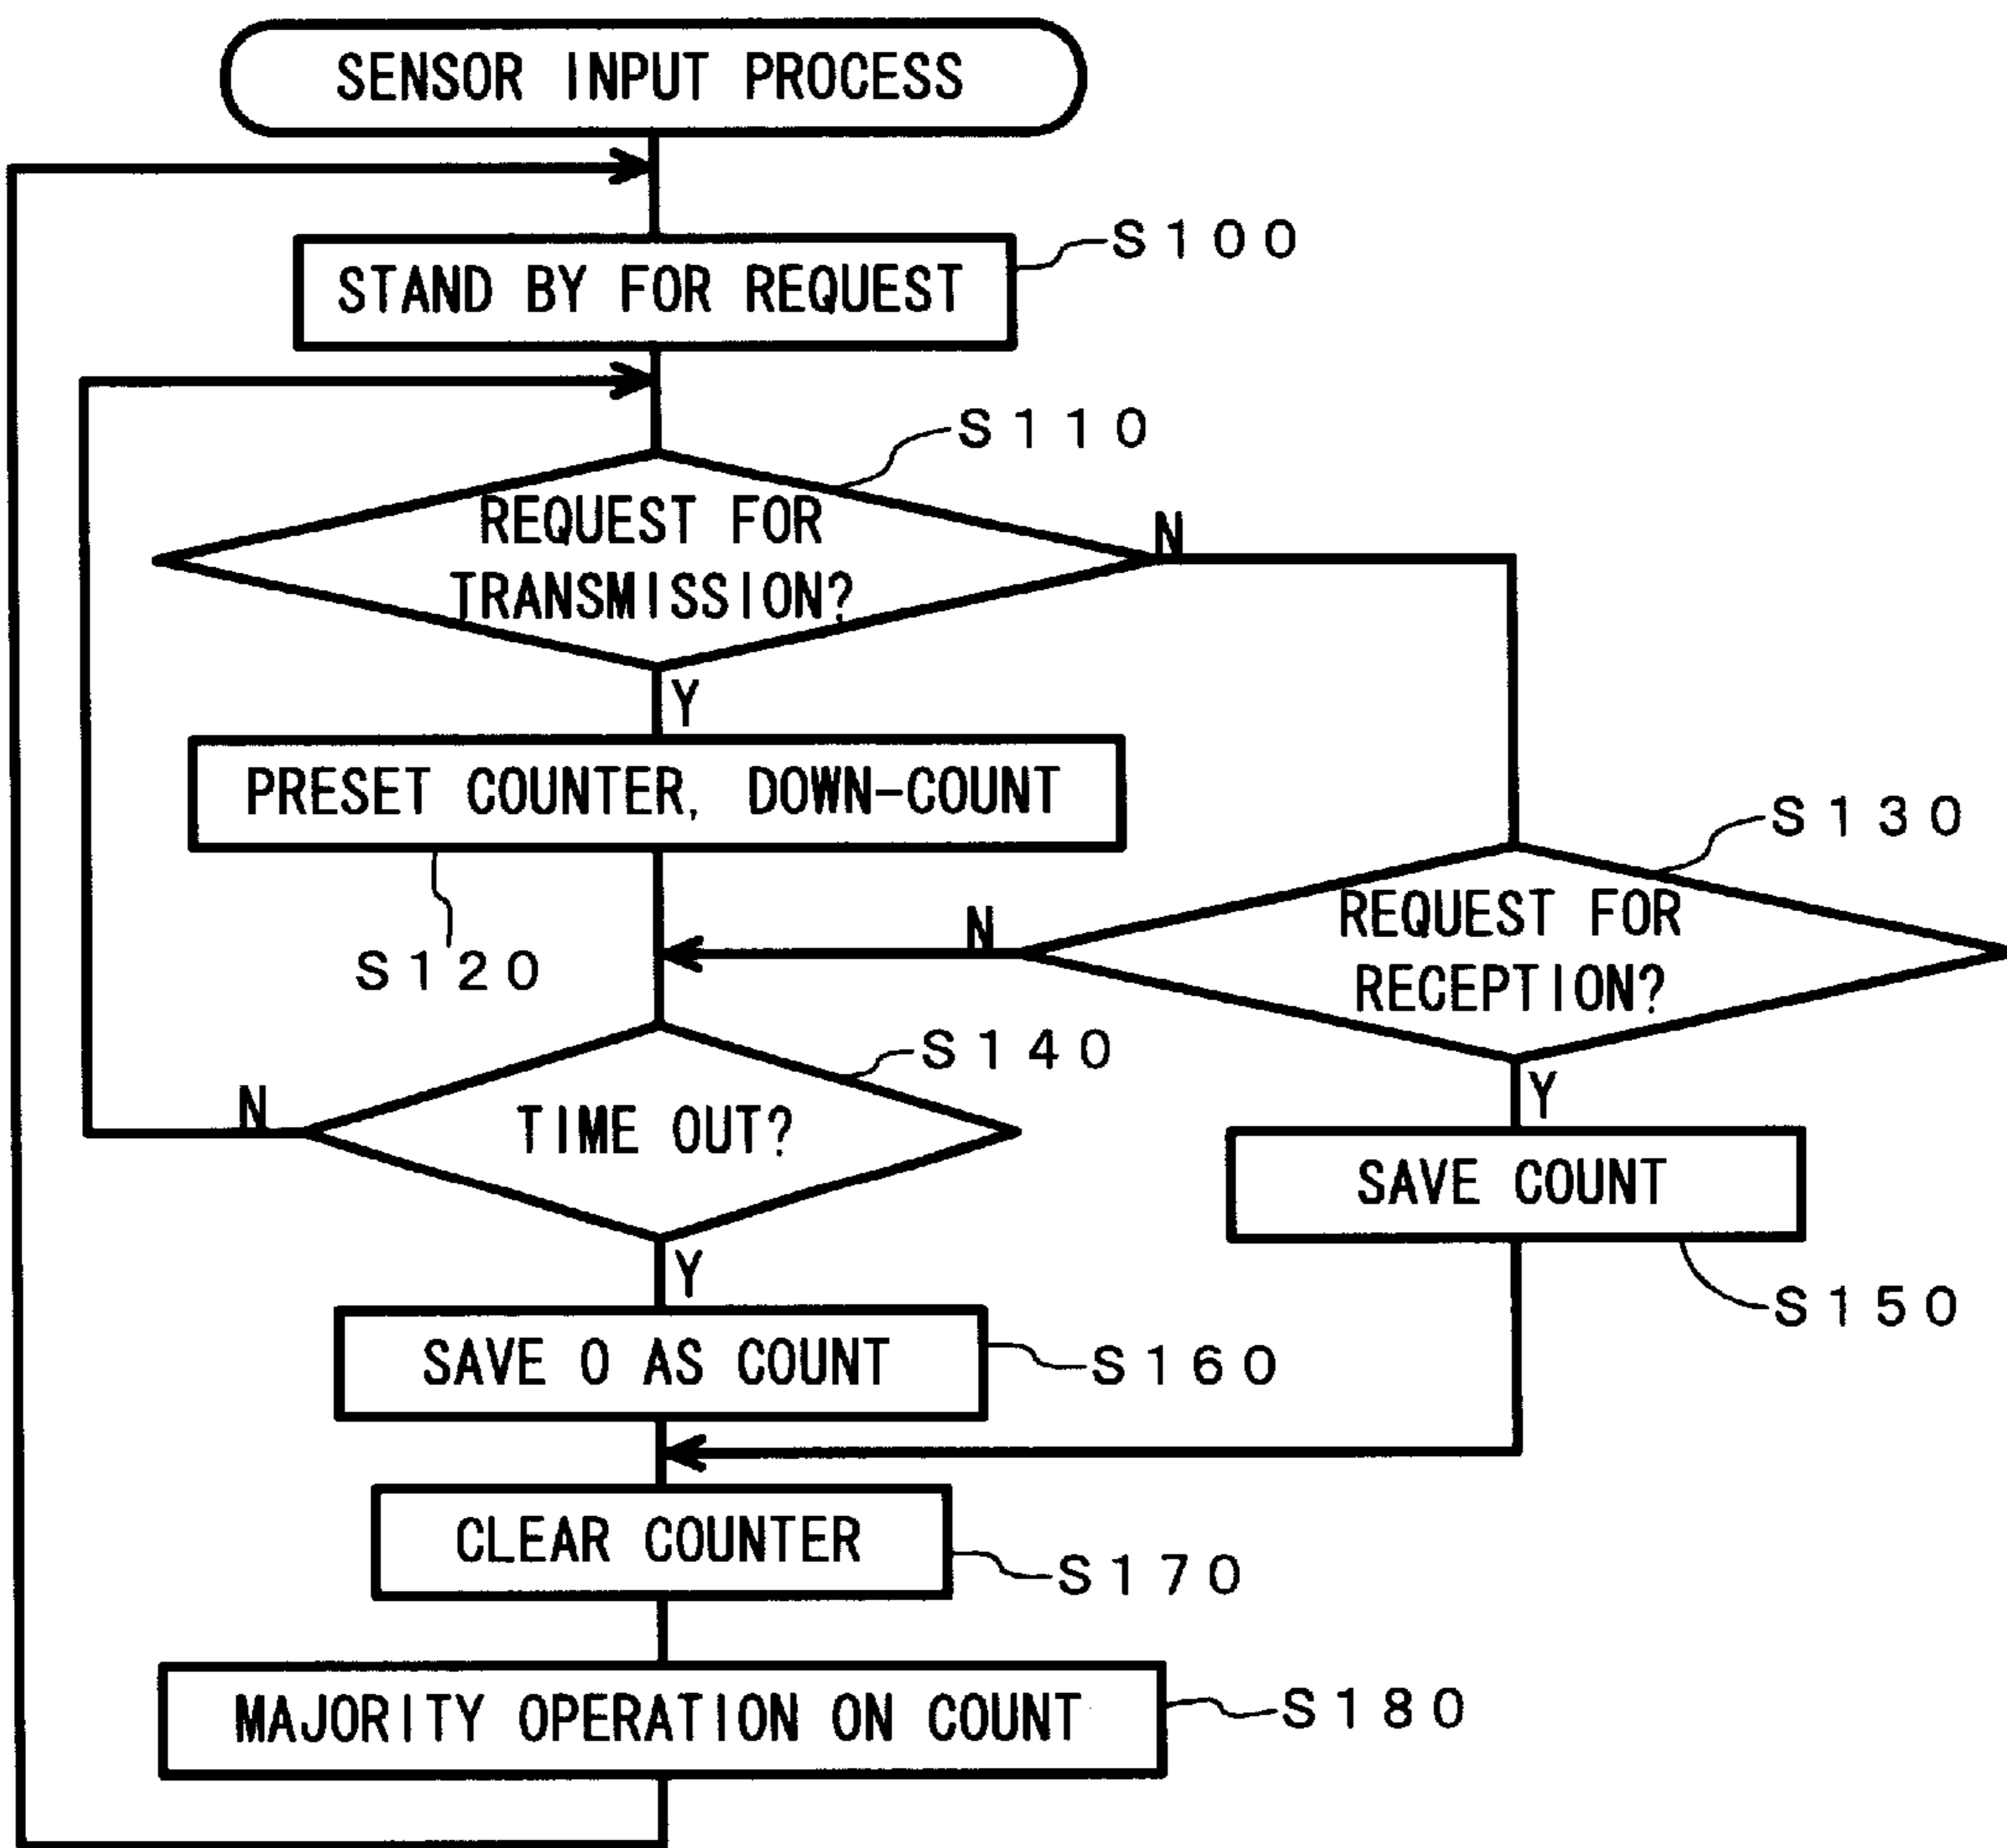 SENSOR INPUT PROCESS
S100
STAND BY FOR REQUEST
S110
REQUEST FOR
TRANSMISSION?
N
Y
PRESET COUNTER, DOWN-COUNT
S120
S130
REQUEST FOR
RECEPTION?
N
Y
S140
TIME OUT?
N
Y
SAVE COUNT
S150
SAVE 0 AS COUNT
S160
CLEAR COUNTER
S170
MAJORITY OPERATION ON COUNT
S180